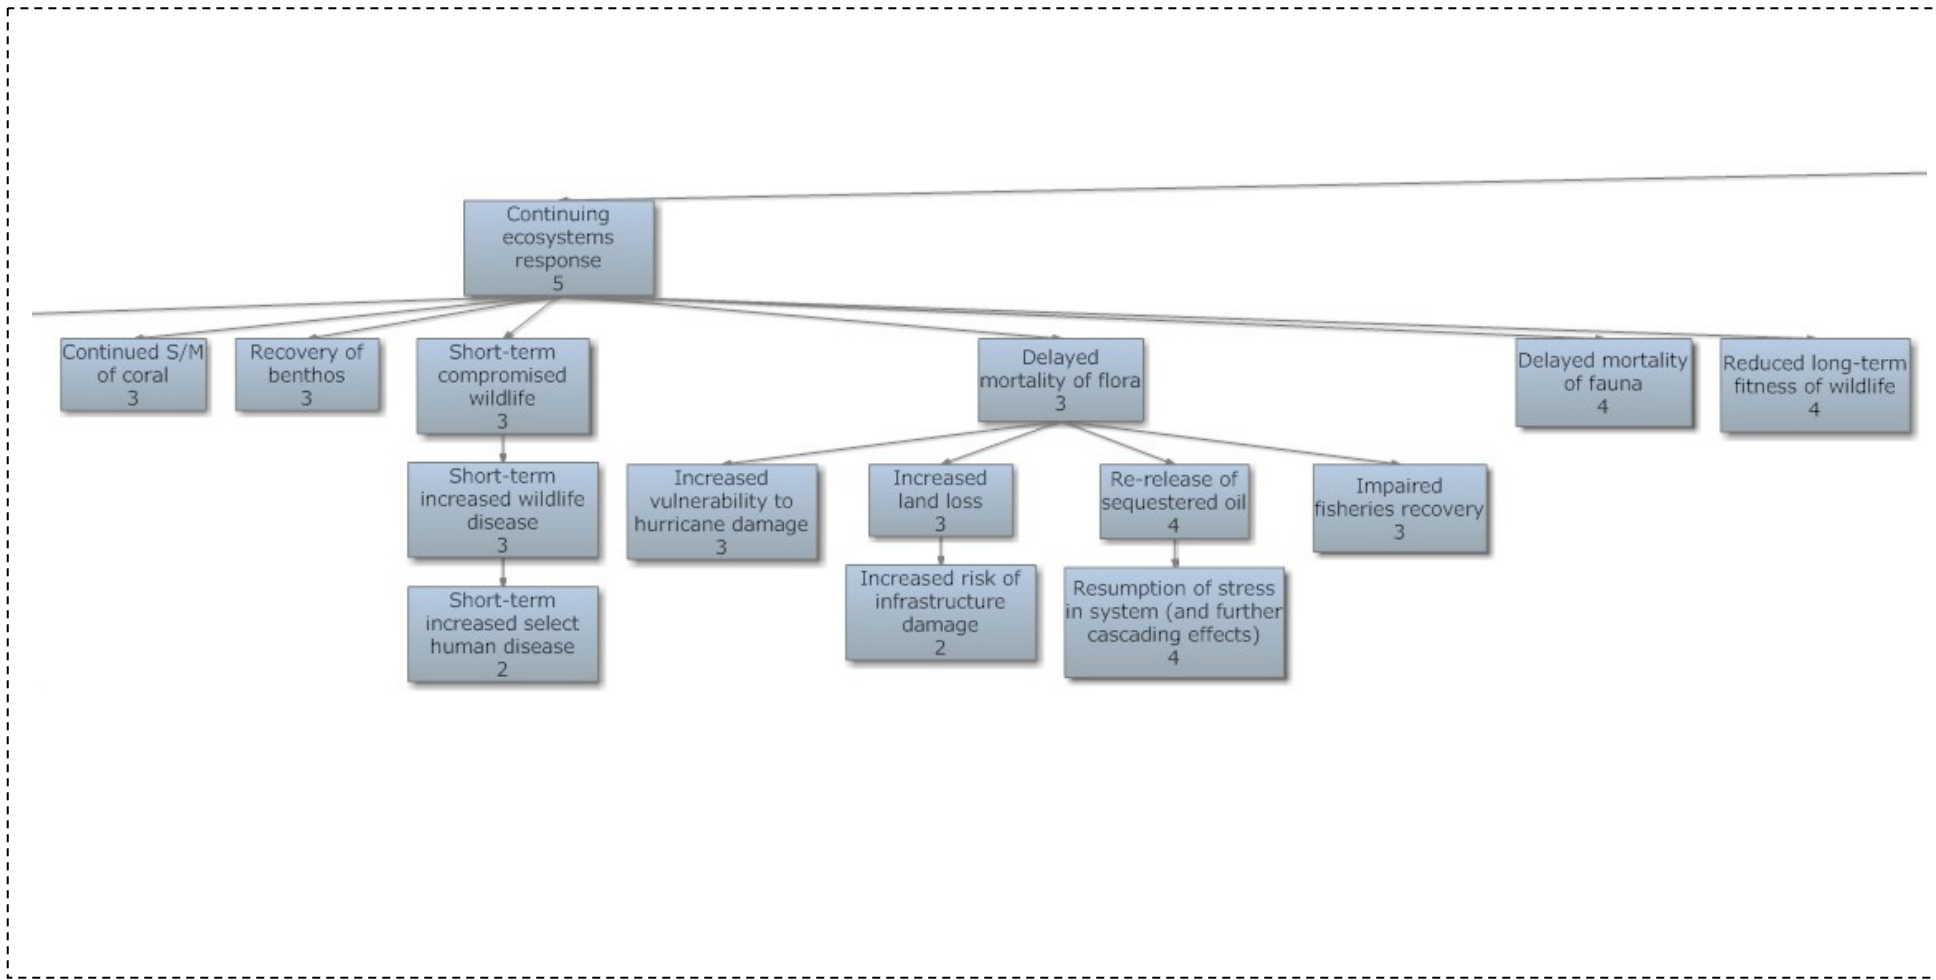 Continuing
ecosystems
response
5
Continued S/M
of coral
3
Recovery of
benthos
3
Short-term
compromised
wildlife
3
Delayed
mortality of flora
3
Delayed mortality
of fauna
4
Reduced long-term
fitness of wildlife
4
Short-term
increased wildlife
disease
3
Increased
vulnerability to
hurricane damage
3
Increased
land loss
3
Re-release of
sequestered oil
4
Impaired
fisheries recovery
3
Short-term
increased select
human disease
2
Increased risk of
infrastructure
damage
2
Resumption of stress
in system (and further
cascading effects)
4